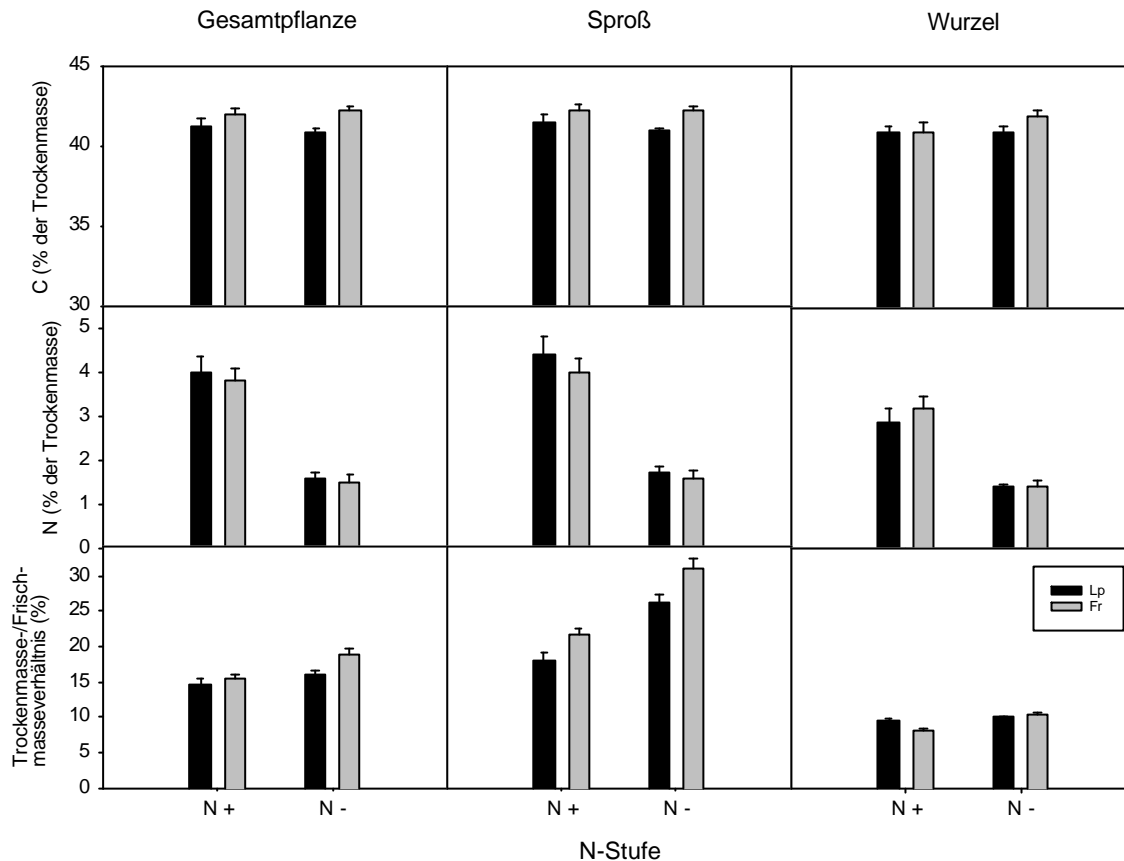 Gesamtpflanze
Sproß
Wurzel
C (% der Trockenmasse)
45
40
35
30
N (% der Trockenmasse)
5
4
3
2
1
0
Trockenmasse-/Frisch-
masseverhältnis (%)
30
25
20
15
10
5
0
Lp
Fr
N +
N -
N +
N -
N +
N -
N-Stufe